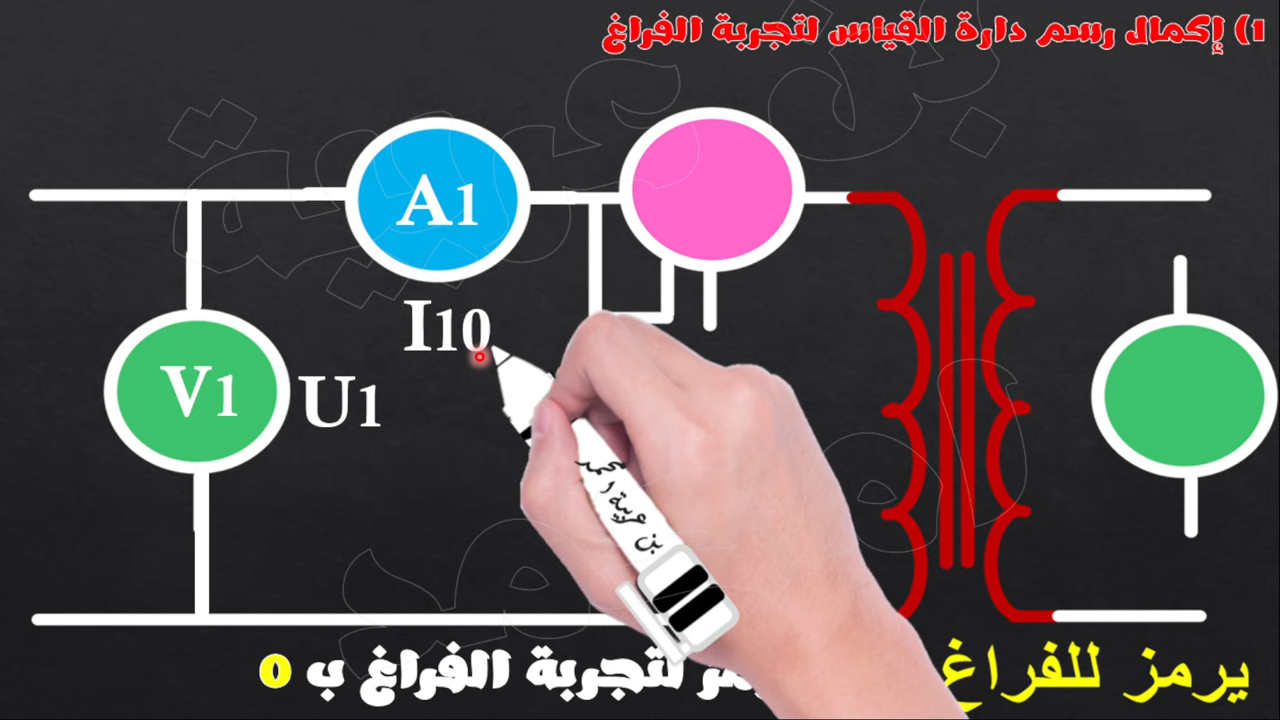 1) إكمال رسم دارة القياس لتجربة الفراغ
A1
I10
V1
U1
لتجربة الفراغ ب 0
يرمز للفراغ